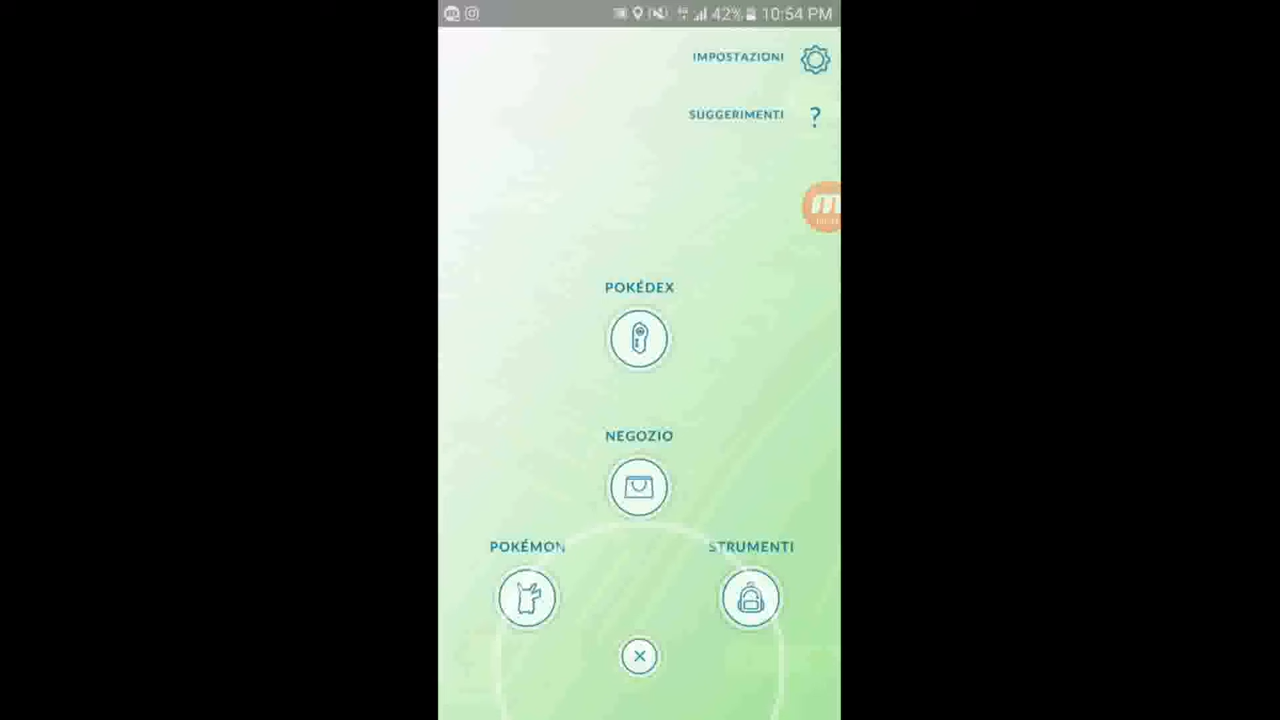 42% 10:54 PM
IMPOSTAZIONI
SUGGERIMENTI
?
POKÉDEX
NEGOZIO
POKÉMON
STRUMENTI